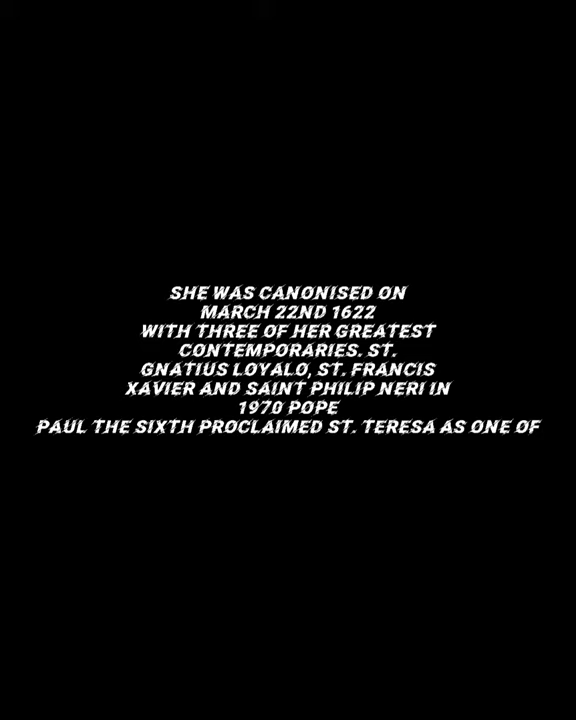 SHE WAS CANONISED ON
MARCH 22ND 1622
WITH THREE OF HER GREATEST
CONTEMPORARIES. ST.
GNATIUS LOYALO, ST. FRANCIS
XAVIER AND SAINT PHILIP NERI IN
1970 POPE
PAUL THE SIXTH PROCLAIMED ST. TERESA AS ONE OF